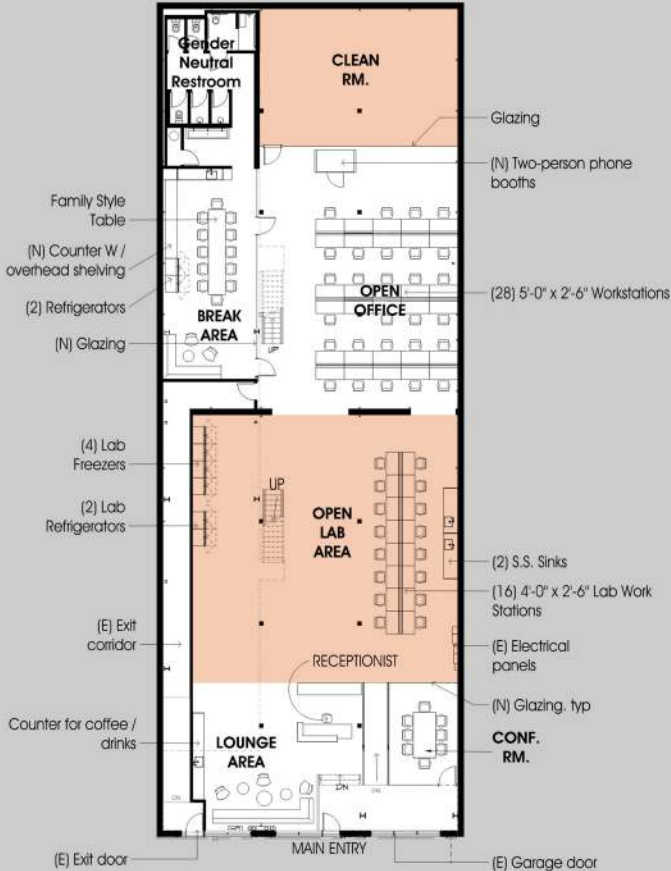 Gender
Neutral
Restroom
CLEAN
RM.
Glazing
(N) Two-person phone
booths
Family Style
Table
(N) Counter W /
overhead shelving
(2) Refrigerators
(N) Glazing
BREAK
AREA
UP
OPEN
OFFICE
(28) 5'-0" x 2'-6" Workstations
(4) Lab
Freezers
(2) Lab
Refrigerators
UP
OPEN
LAB
AREA
(2) S.S. Sinks
(16) 4'-0" x 2'-6" Lab Work
Stations
(E) Exit
corridor
(E) Electrical
panels
RECEPTIONIST
(N) Glazing. typ
Counter for coffee /
drinks
LOUNGE
AREA
CONF.
RM.
DN
DN
DN
MAIN ENTRY
(E) Exit door
(E) Garage door